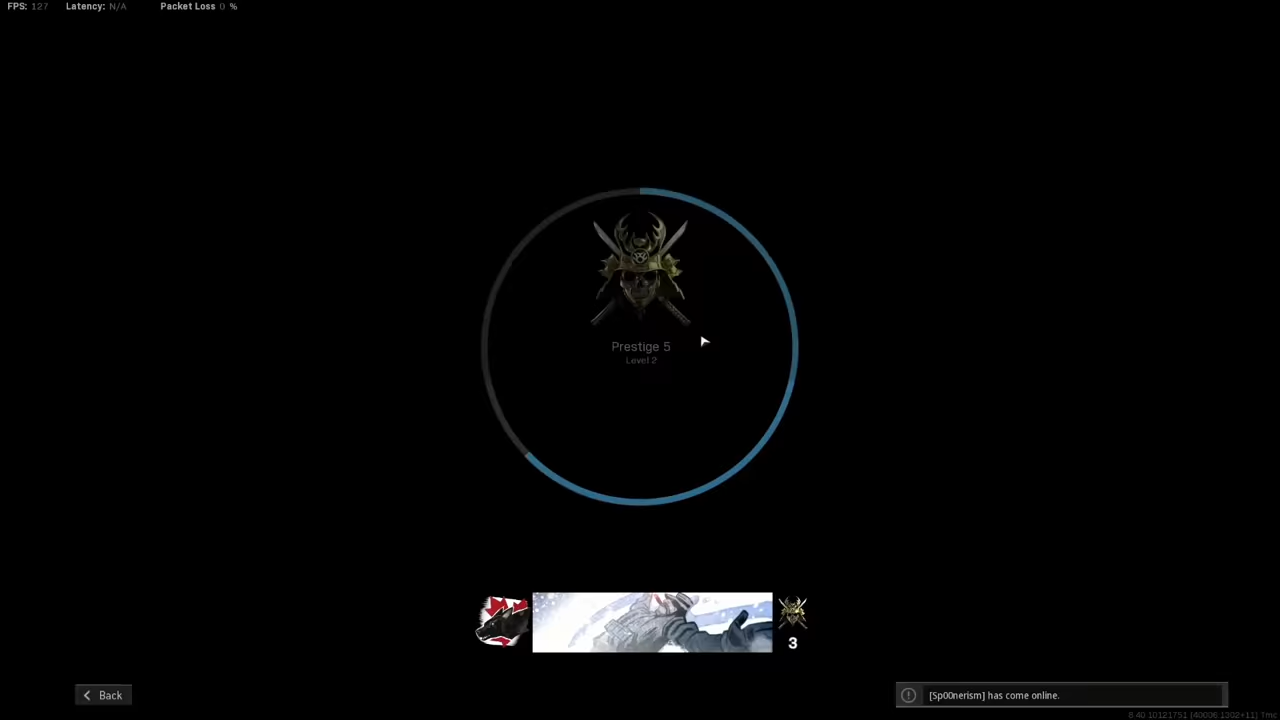 FPS: 127 Latency: N/A Packet Loss 0 %
Prestige 5
Level 2
3
Back
[Sp00nerism] has come online.